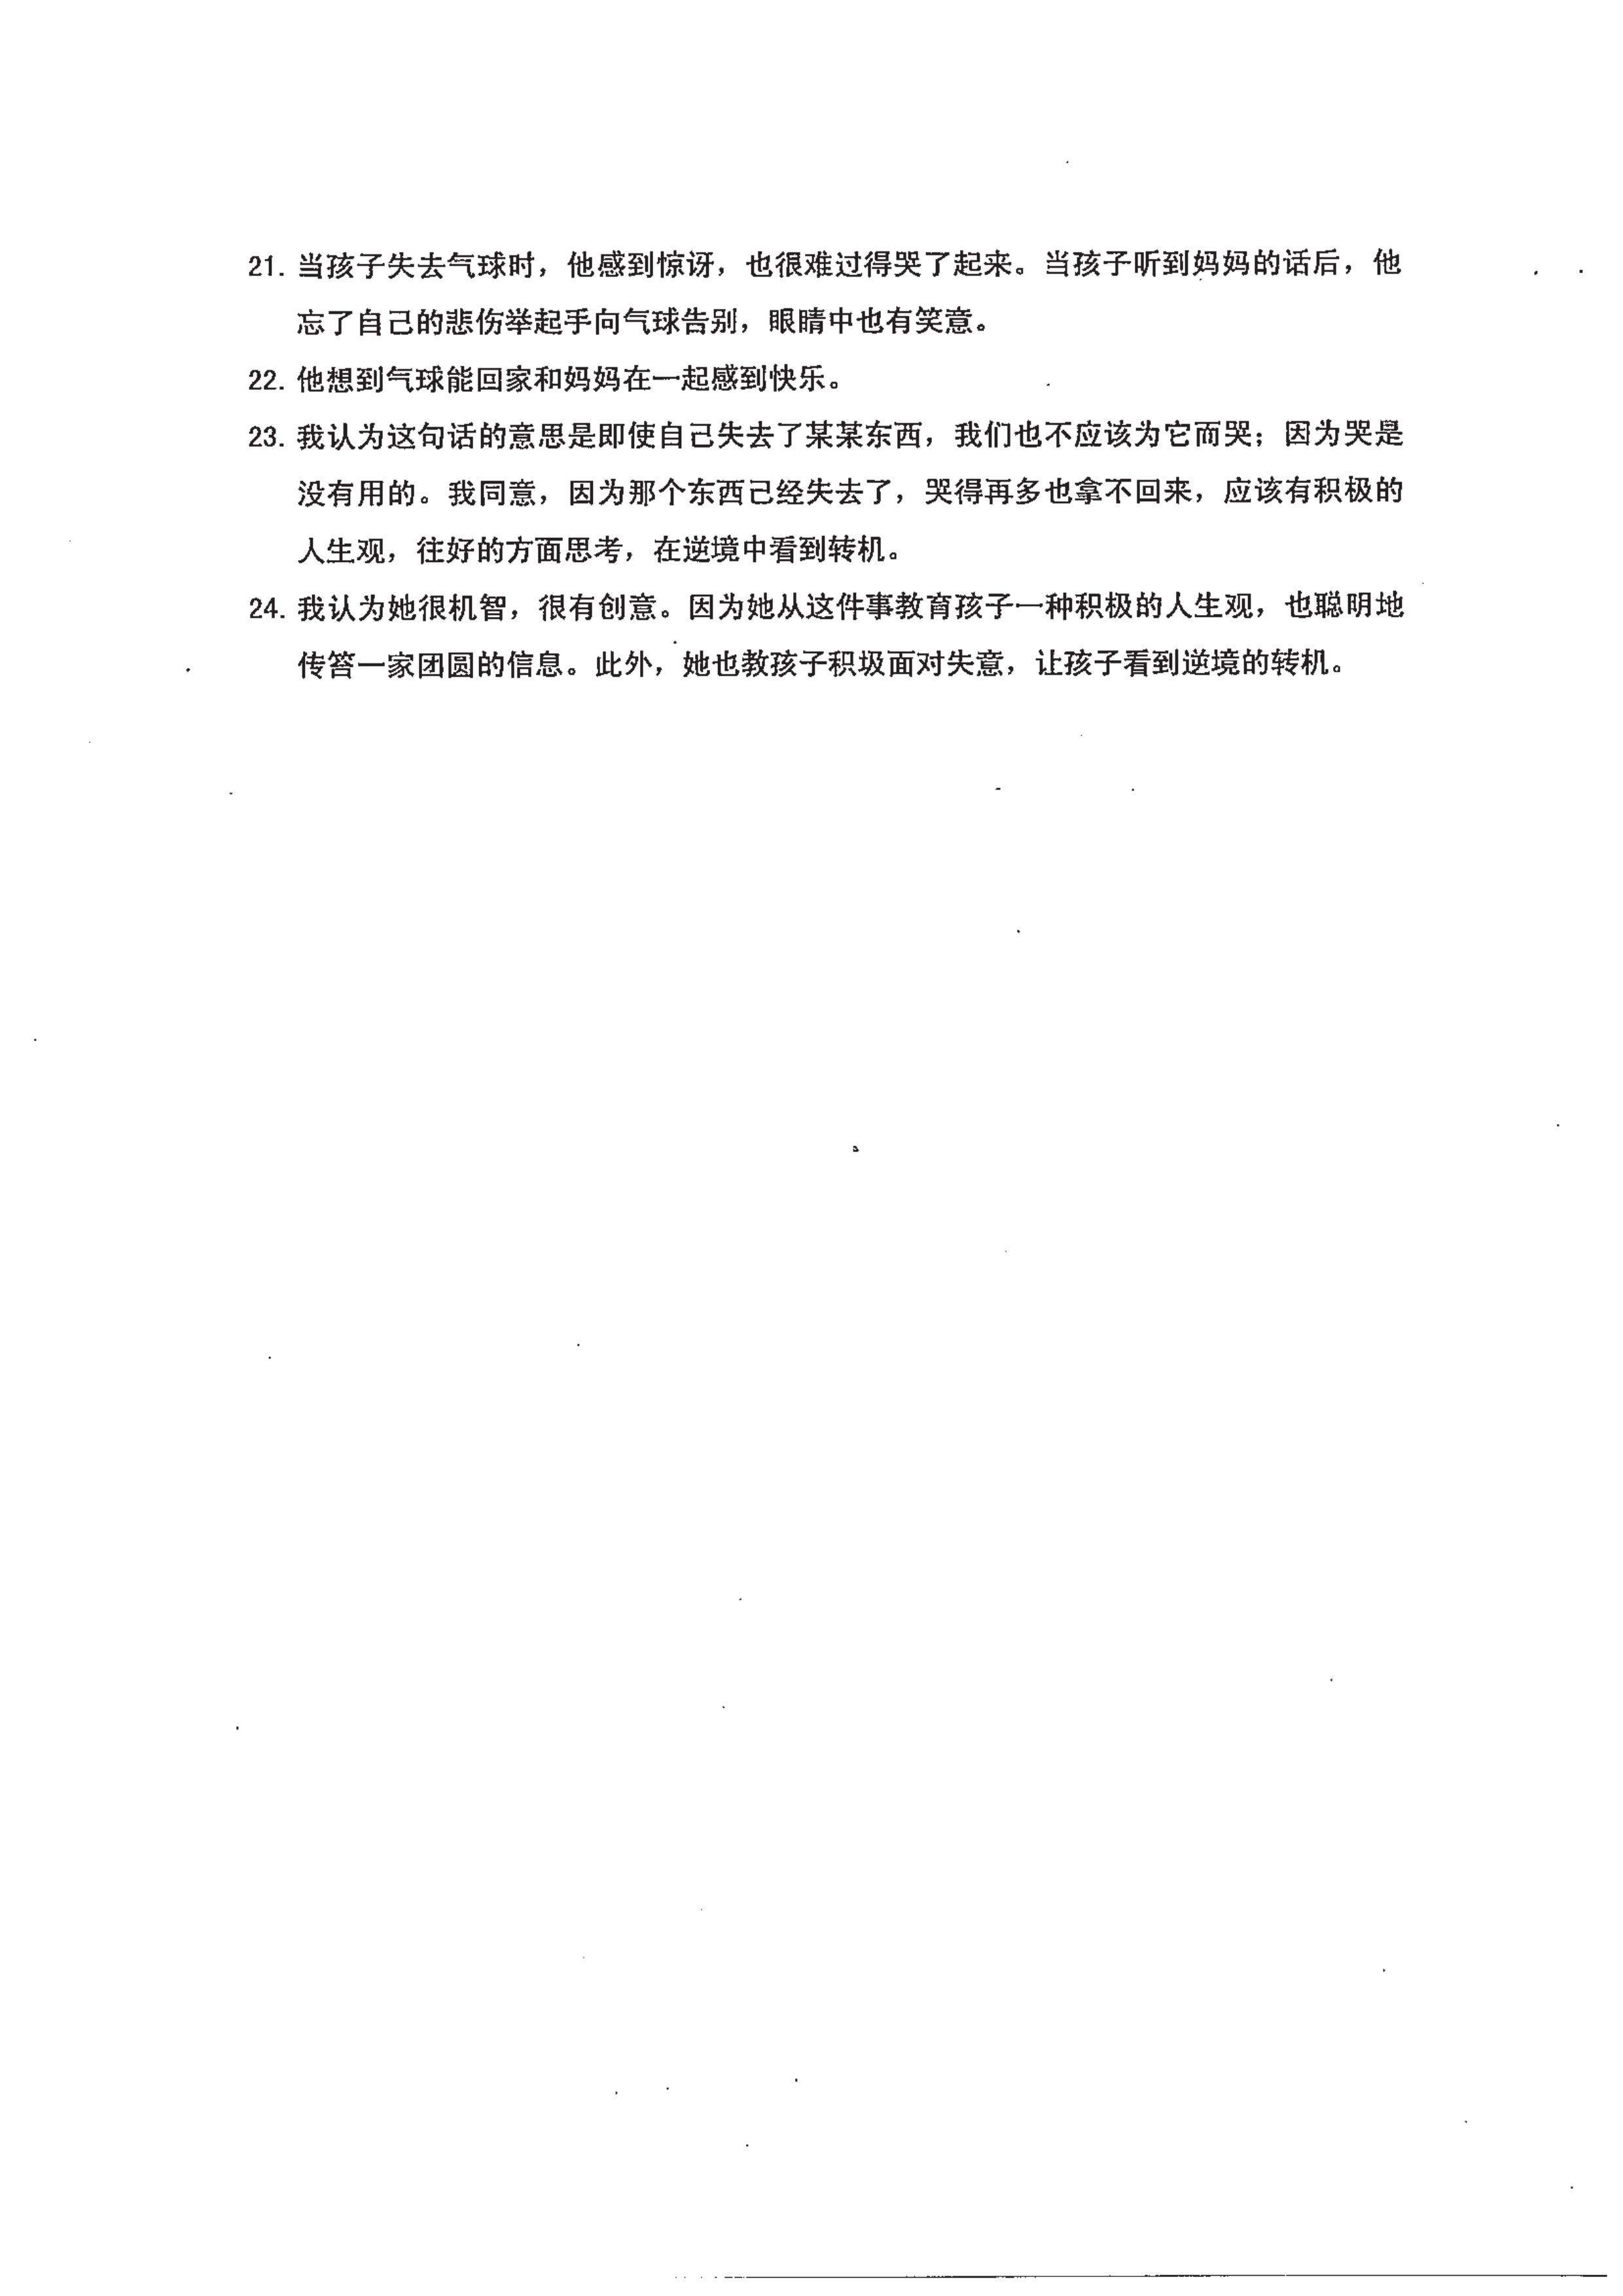 21. 当孩子失去气球时，他感到惊讶，也很难过得哭了起来。当孩子听到妈妈的话后，他
忘了自己的悲伤举起手向气球告别，眼睛中也有笑意。
22. 他想到气球能回家和妈妈在一起感到快乐。
23. 我认为这句话的意思是即使自己失去了某某东西，我们也不应该为它而哭；因为哭是
没有用的。我同意，因为那个东西已经失去了，哭得再多也拿不回来，应该有积极的
人生观，往好的方面思考，在逆境中看到转机。
24. 我认为她很机智，很有创意。因为她从这件事教育孩子一种积极的人生观，也聪明地
传答一家团圆的信息。此外，她也教孩子积圾面对失意，让孩子看到逆境的转机。